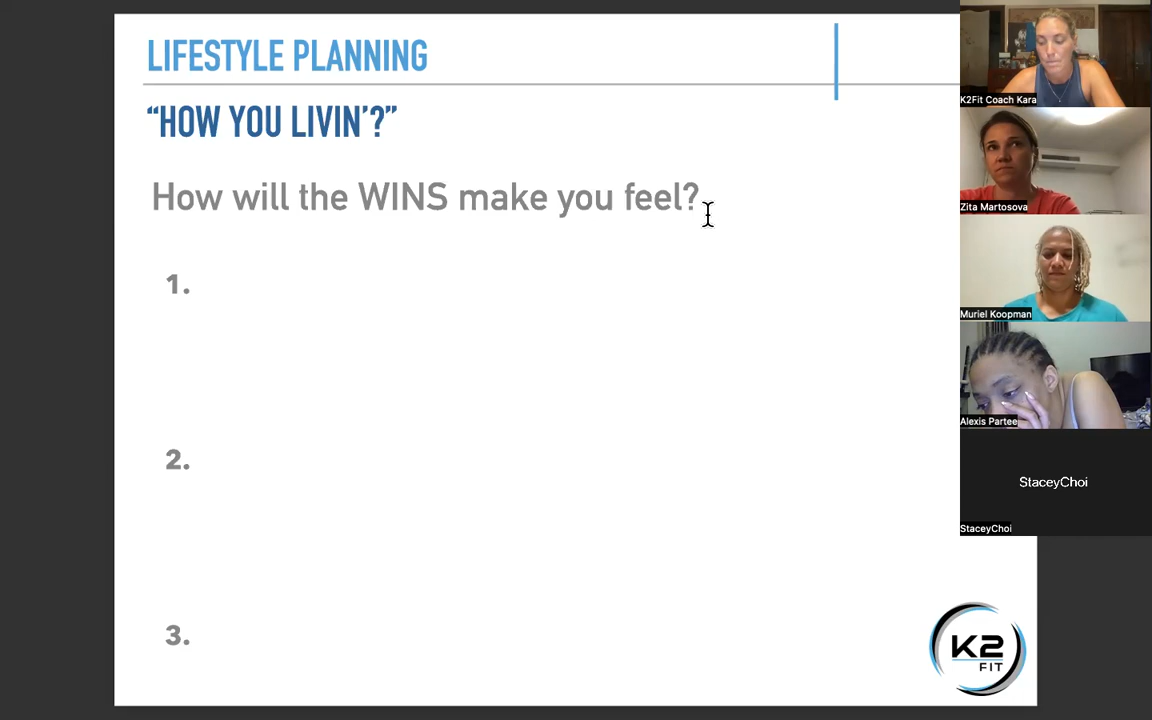 LIFESTYLE PLANNING
“HOW YOU LIVIN’?”
How will the WINS make you feel?
1.
2.
3.
K2
FIT
K2Fit Coach Kara
Zita Martosova
Muriel Koopman
Alexis Partee
StaceyChoi
StaceyChoi